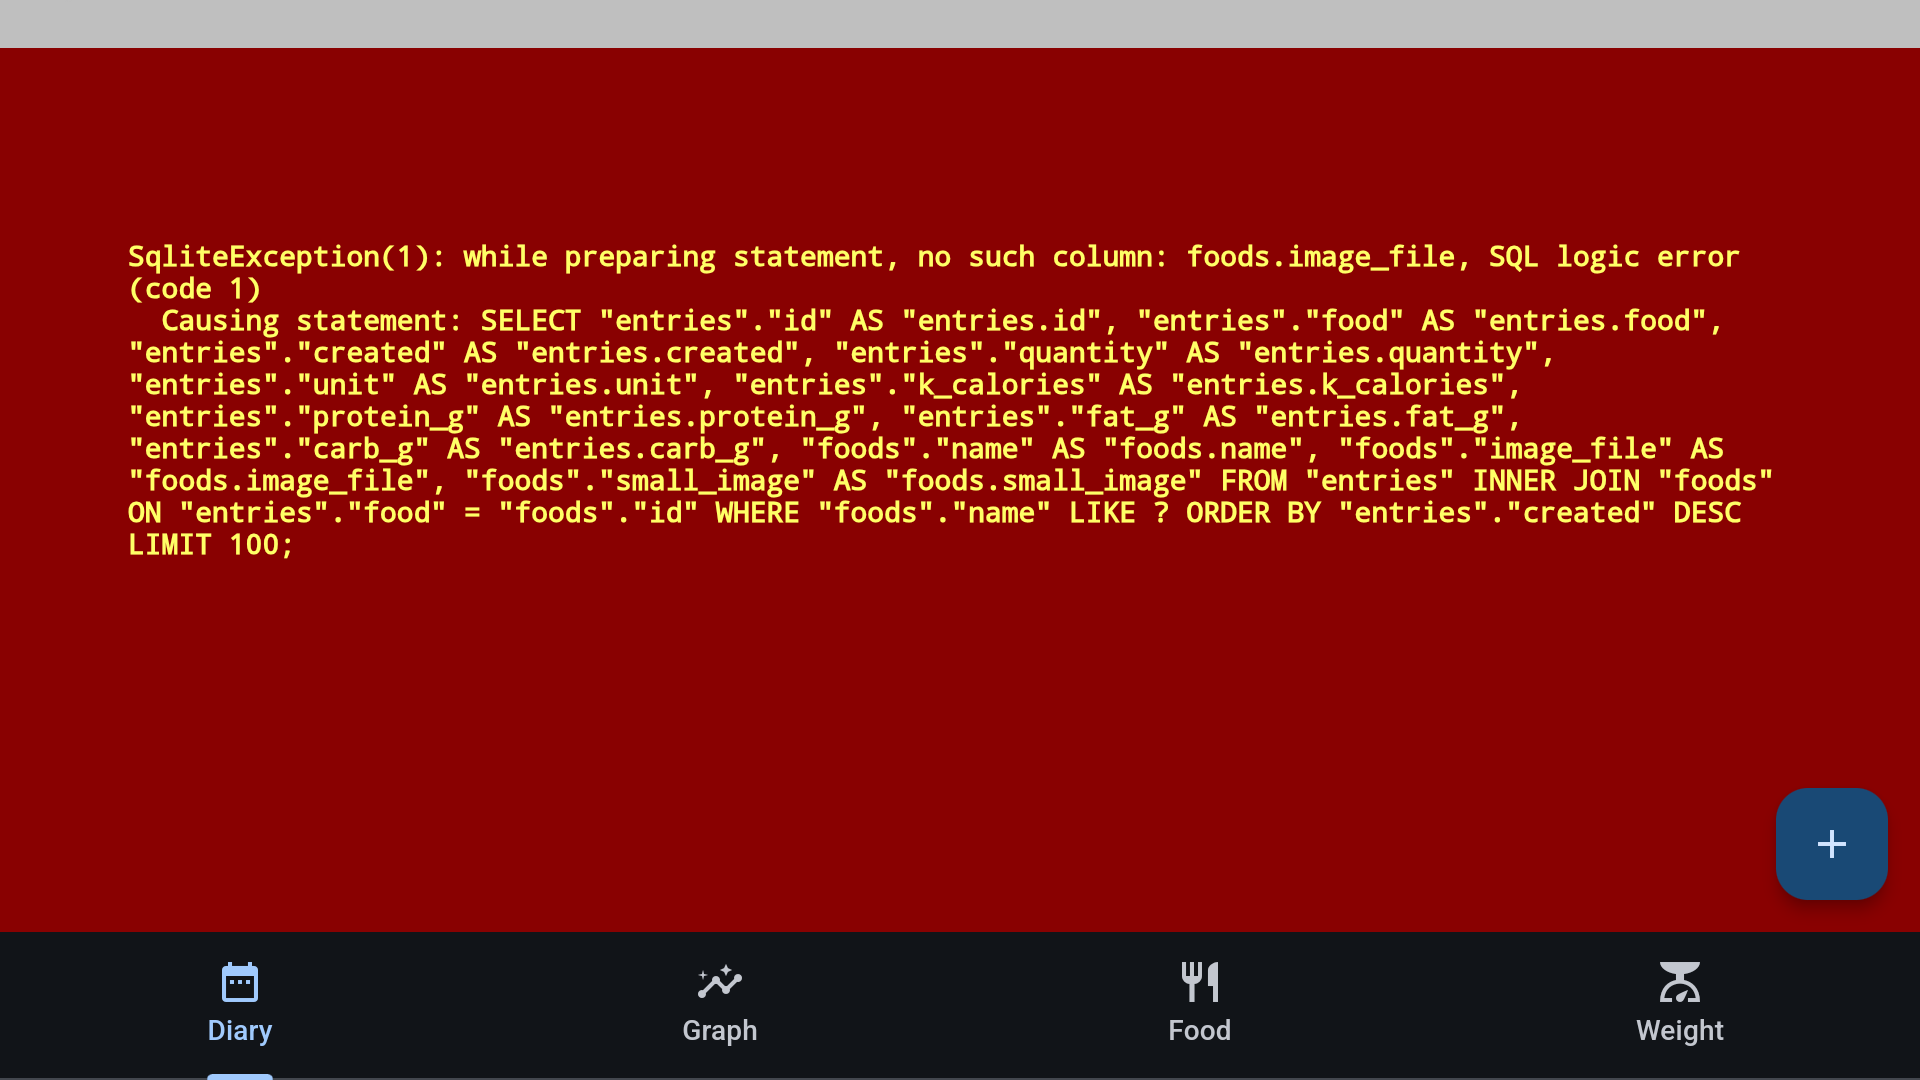 SqliteException(1): while preparing statement, no such column: foods.image_file, SQL logic error
(code 1)
  Causing statement: SELECT "entries"."id" AS "entries.id", "entries"."food" AS "entries.food",
"entries"."created" AS "entries.created", "entries"."quantity" AS "entries.quantity",
"entries"."unit" AS "entries.unit", "entries"."k_calories" AS "entries.k_calories",
"entries"."protein_g" AS "entries.protein_g", "entries"."fat_g" AS "entries.fat_g",
"entries"."carb_g" AS "entries.carb_g", "foods"."name" AS "foods.name", "foods"."image_file" AS
"foods.image_file", "foods"."small_image" AS "foods.small_image" FROM "entries" INNER JOIN "foods"
ON "entries"."food" = "foods"."id" WHERE "foods"."name" LIKE ? ORDER BY "entries"."created" DESC
LIMIT 100;
Diary
Graph
Food
Weight